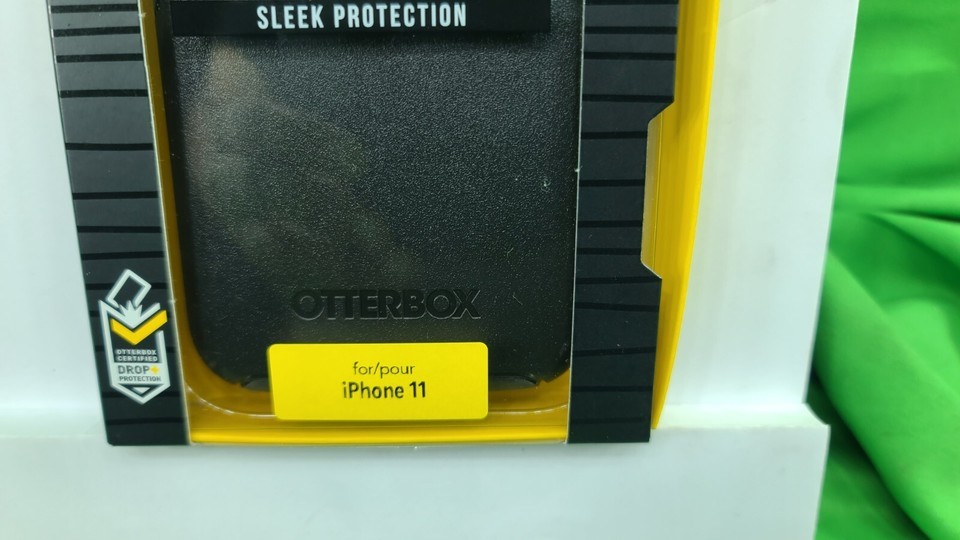 SLEEK PROTECTION
OTTERBOX
for/pour
iPhone 11
OTTERBOX
CERTIFIED
DROP+
PROTECTION